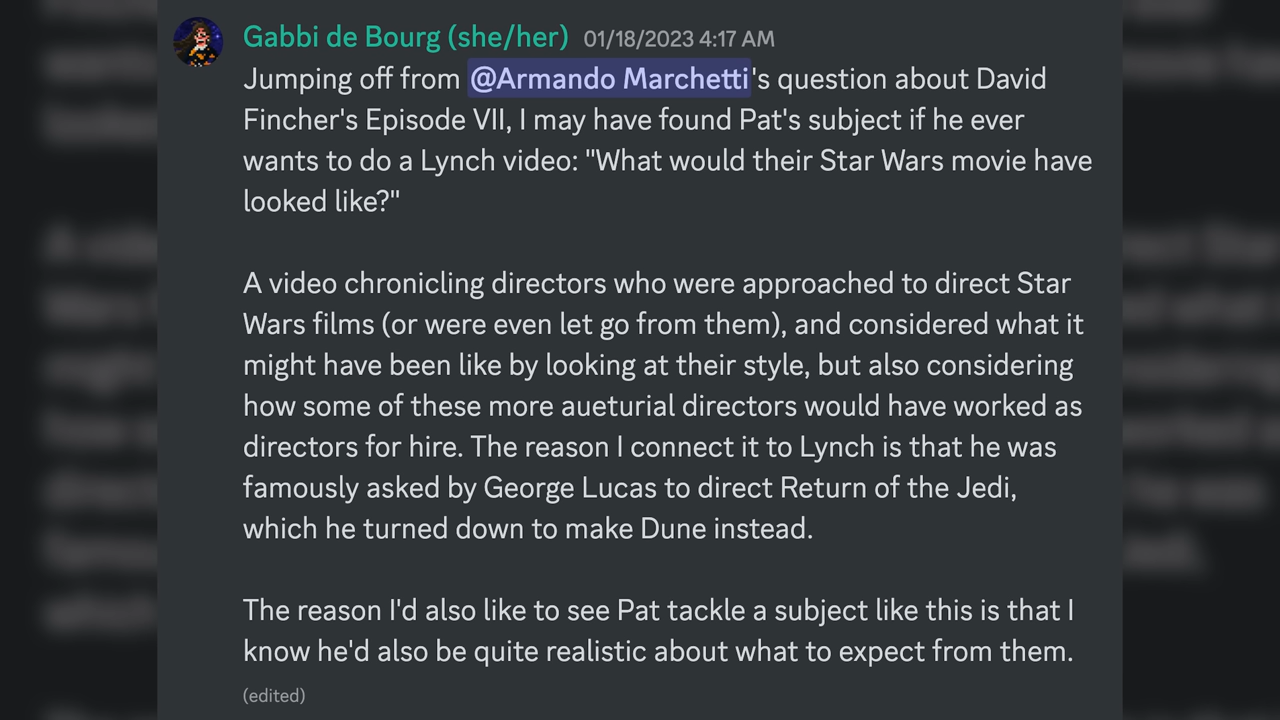 Gabbi de Bourg (she/her) 01/18/2023 4:17 AM
Jumping off from @Armando Marchetti's question about David
Fincher's Episode VII, I may have found Pat's subject if he ever
wants to do a Lynch video: "What would their Star Wars movie have
looked like?"
A video chronicling directors who were approached to direct Star
Wars films (or were even let go from them), and considered what it
might have been like by looking at their style, but also considering
how some of these more aueturial directors would have worked as
directors for hire. The reason I connect it to Lynch is that he was
famously asked by George Lucas to direct Return of the Jedi,
which he turned down to make Dune instead.
The reason I'd also like to see Pat tackle a subject like this is that I
know he'd also be quite realistic about what to expect from them.
(edited)